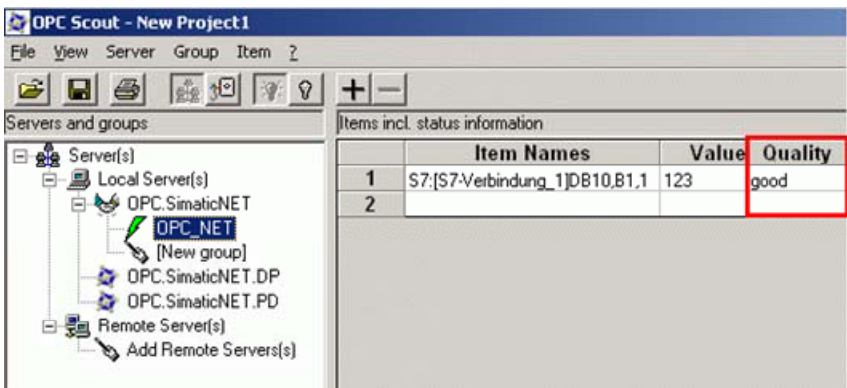 OPC Scout - New Project1
File View Server Group Item ?
Servers and groups
Items incl. status information
Server(s)
Local Server(s)
OPC.SimaticNET
OPC_NET
[New group]
OPC.SimaticNET.DP
OPC.SimaticNET.PD
Remote Server(s)
Add Remote Servers(s)
Item Names Value Quality
1 S7:[S7-Verbindung_1]DB10,B1,1 123 good
2